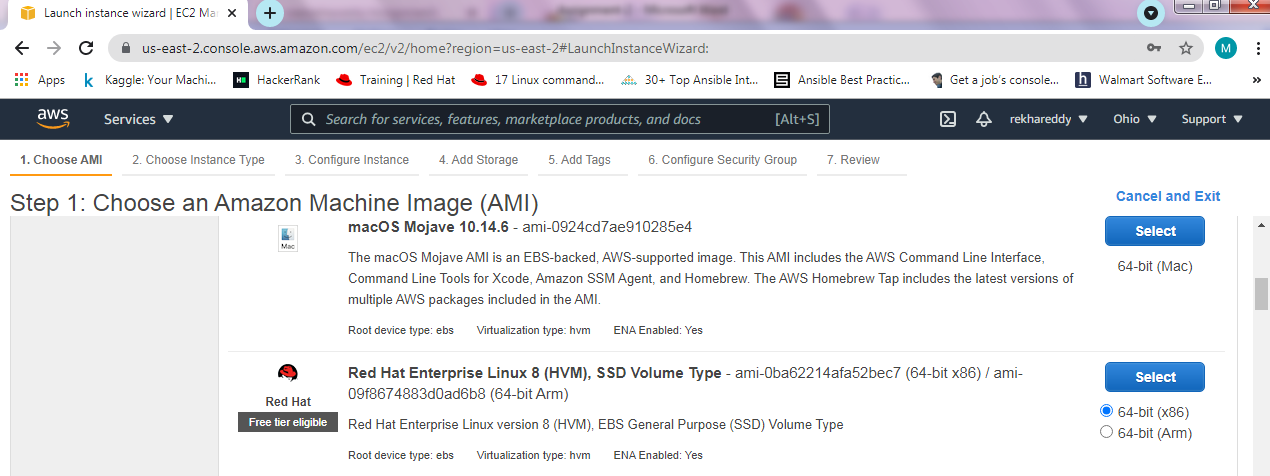 Launch instance wizard | EC2 Ma
us-east-2.console.aws.amazon.com/ec2/v2/home?region=us-east-2#LaunchInstanceWizard:
M
Apps Kaggle: Your Machi... HackerRank Training | Red Hat 17 Linux command... 30+ Top Ansible Int... Ansible Best Practic... Get a job's console... Walmart Software E... »
aws Services Search for services, features, marketplace products, and docs [Alt+S] rekhareddy Ohio Support
1. Choose AMI 2. Choose Instance Type 3. Configure Instance 4. Add Storage 5. Add Tags 6. Configure Security Group 7. Review
Step 1: Choose an Amazon Machine Image (AMI) Cancel and Exit
Mac
macOS Mojave 10.14.6 - ami-0924cd7ae910285e4 Select
The macOS Mojave AMI is an EBS-backed, AWS-supported image. This AMI includes the AWS Command Line Interface, 64-bit (Mac)
Command Line Tools for Xcode, Amazon SSM Agent, and Homebrew. The AWS Homebrew Tap includes the latest versions of
multiple AWS packages included in the AMI.
Root device type: ebs Virtualization type: hvm ENA Enabled: Yes
Red Hat Enterprise Linux 8 (HVM), SSD Volume Type - ami-0ba62214afa52bec7 (64-bit x86) / ami- Select
09f8674883d0ad6b8 (64-bit Arm)
Red Hat
Free tier eligible
64-bit (x86)
Red Hat Enterprise Linux version 8 (HVM), EBS General Purpose (SSD) Volume Type
64-bit (Arm)
Root device type: ebs Virtualization type: hvm ENA Enabled: Yes